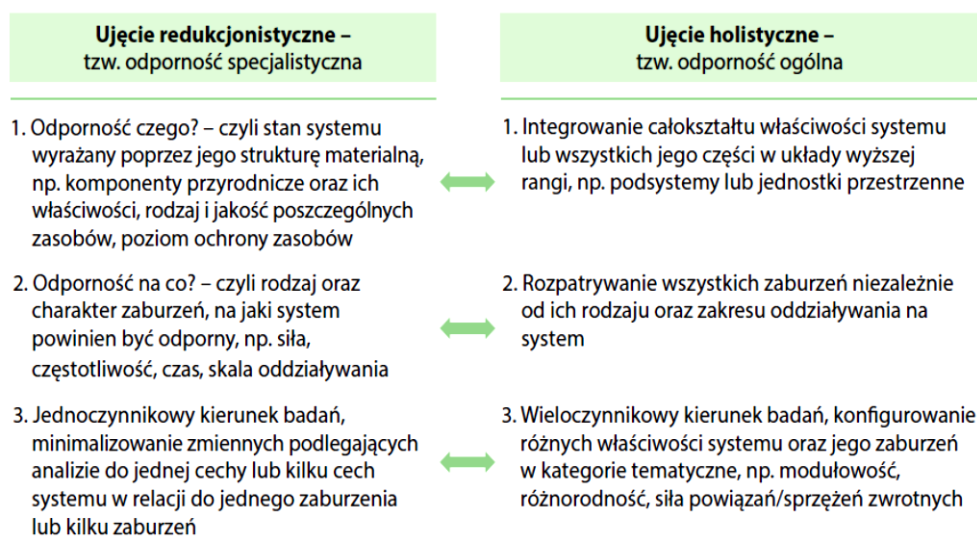 Ujęcie redukcjonistyczne –
tzw. odporność specjalistyczna
1. Odporność czego? – czyli stan systemu
wyrażany poprzez jego strukturę materialną,
np. komponenty przyrodnicze oraz ich
właściwości, rodzaj i jakość poszczególnych
zasobów, poziom ochrony zasobów
2. Odporność na co? – czyli rodzaj oraz
charakter zaburzeń, na jaki system
powinien być odporny, np. siła,
częstotliwość, czas, skala oddziaływania
3. Jednoczynnikowy kierunek badań,
minimalizowanie zmiennych podlegających
analizie do jednej cechy lub kilku cech
systemu w relacji do jednego zaburzenia
lub kilku zaburzeń
Ujęcie holistyczne –
tzw. odporność ogólna
1. Integrowanie całokształtu właściwości systemu
lub wszystkich jego części w układy wyższej
rangi, np. podsystemy lub jednostki przestrzenne
2. Rozpatrywanie wszystkich zaburzeń niezależnie
od ich rodzaju oraz zakresu oddziaływania na
system
3. Wieloczynnikowy kierunek badań, konfigurowanie
różnych właściwości systemu oraz jego zaburzeń
w kategorie tematyczne, np. modułowość,
różnorodność, siła powiązań/sprzężeń zwrotnych